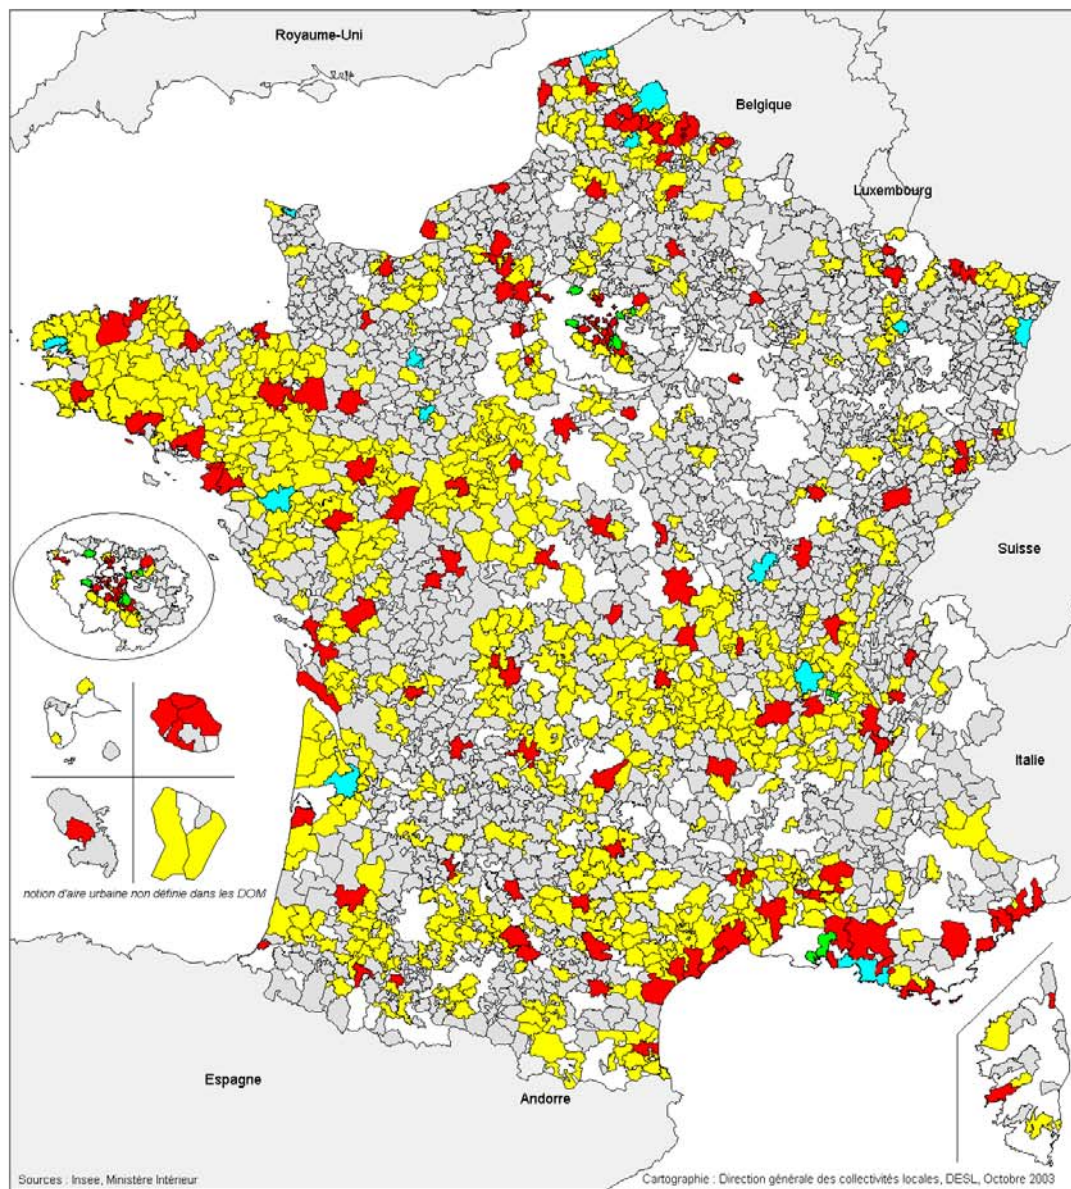 Royaume-Uni
Belgique
Luxembourg
Suisse
Italie
notion d'aire urbaine non définie dans les DOM
Espagne
Andorre
Sources : Insee, Ministère Intérieur
Cartographie : Direction générale des collectivités locales, DESL, Octobre 2003